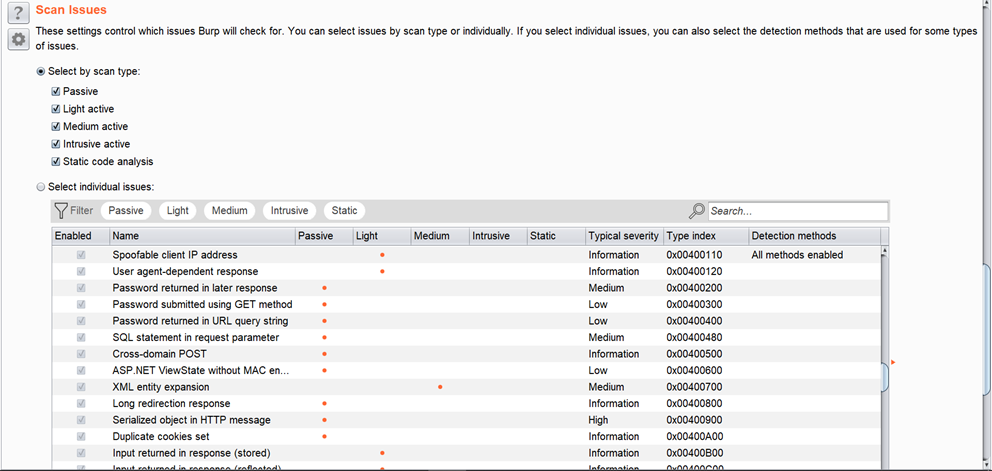 ?
Scan Issues
These settings control which issues Burp will check for. You can select issues by scan type or individually. If you select individual issues, you can also select the detection methods that are used for some types
of issues.
Select by scan type:
Passive
Light active
Medium active
Intrusive active
Static code analysis
Select individual issues:
Filter Passive Light Medium Intrusive Static Search...
Enabled Name Passive Light Medium Intrusive Static Typical severity Type index Detection methods
Spoofable client IP address Information 0x00400110 All methods enabled
User agent-dependent response Information 0x00400120
Password returned in later response Medium 0x00400200
Password submitted using GET method Low 0x00400300
Password returned in URL query string Low 0x00400400
SQL statement in request parameter Medium 0x00400480
Cross-domain POST Information 0x00400500
ASP.NET ViewState without MAC en... Low 0x00400600
XML entity expansion Medium 0x00400700
Long redirection response Information 0x00400800
Serialized object in HTTP message High 0x00400900
Duplicate cookies set Information 0x00400A00
Input returned in response (stored) Information 0x00400B00
Input returned in response (reflected) Information 0x00400C00